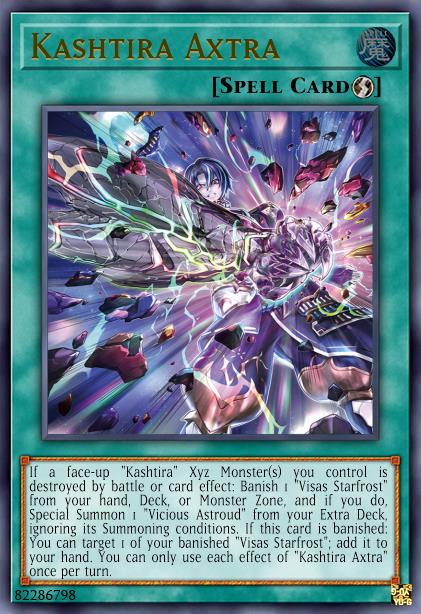 Kashtira Axtra
SPELL
魔
[Spell Card]
If a face-up "Kashtira" Xyz Monster(s) you control is
destroyed by battle or card effect: Banish 1 "Visas Starfrost"
from your hand, Deck, or Monster Zone, and if you do,
Special Summon 1 "Vicious Astroud" from your Extra Deck,
ignoring its Summoning conditions. If this card is banished:
You can target 1 of your banished "Visas Starfrost"; add it to
your hand. You can only use each effect of "Kashtira Axtra"
once per turn.
82286798